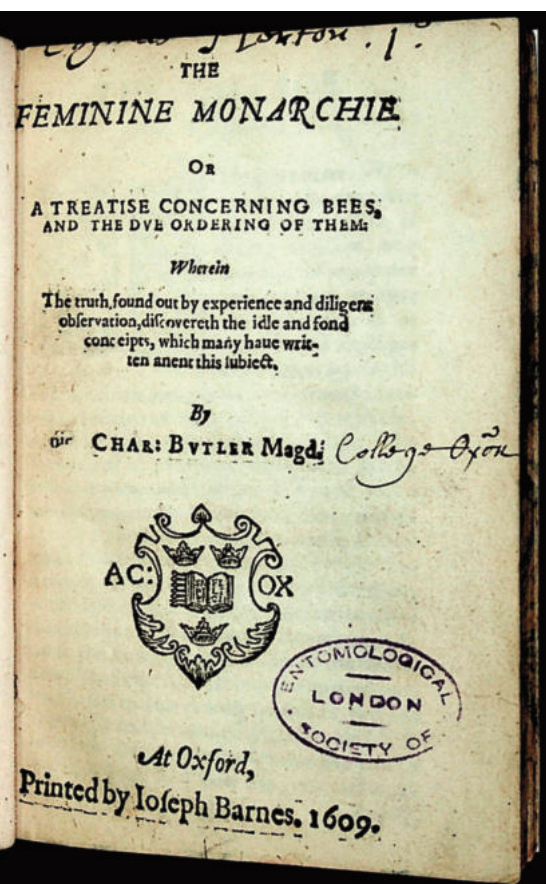 THE
FEMININE MONARCHIE
OR
A TREATISE CONCERNING BEES,
AND THE DVE ORDERING OF THEM:
Wherein
The truth, found out by experience and diligent
obſervation, diſcovereth the idle and fond
conceipts, which many haue writ-
ten anent this ſubiect.
By
CHAR: BVTLER Magd: College Oxon
AC: OX
ENTOMOLOGICAL
LONDON
SOCIETY OF
At Oxford,
Printed by Ioſeph Barnes. 1609.